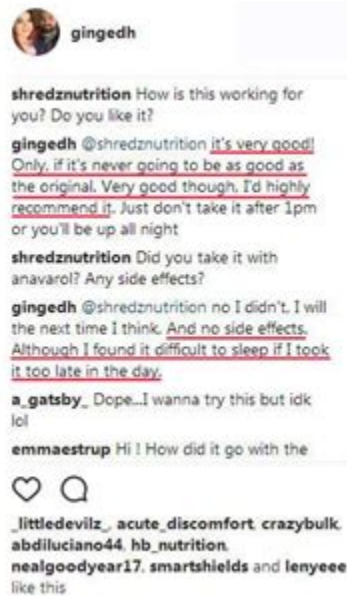 gingedh
shredznutrition How is this working for
you? Do you like it?
gingedh @shredznutrition it's very good!
Only, if it's never going to be as good as
the original. Very good though. I'd highly
recommend it. Just don't take it after 1pm
or you'll be up all night
shredznutrition Did you take it with
anavarol? Any side effects?
gingedh @shredznutrition no I didn't. I will
the next time I think. And no side effects.
Although I found it difficult to sleep if I took
it too late in the day.
a_gatsby_ Dope...I wanna try this but idk
lol
emmaestrup Hi ! How did it go with the
_littledevilz_, acute_discomfort, crazybulk,
abdiluciano44, hb_nutrition,
nealgoodyear17, smartshields and lenyeee
like this